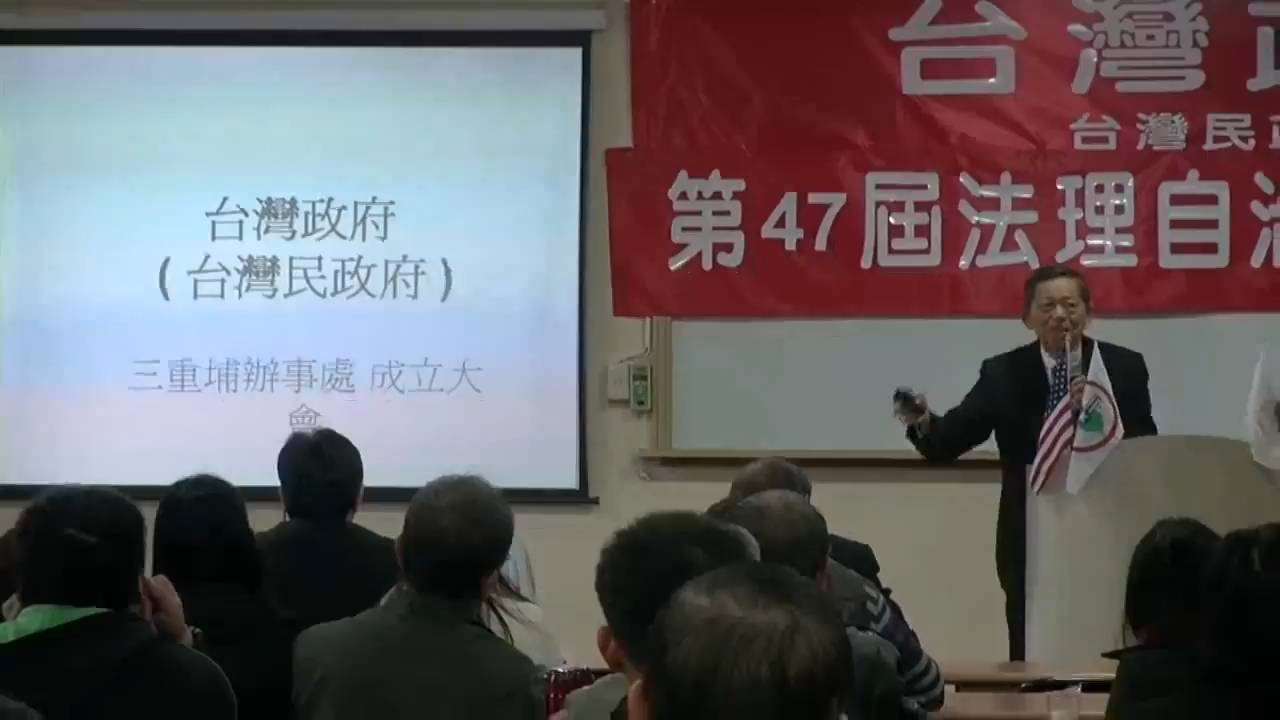 台灣政府
(台灣民政府)
三重埔辦事處 成立大
會
台灣
台灣民政
第47屆法理自